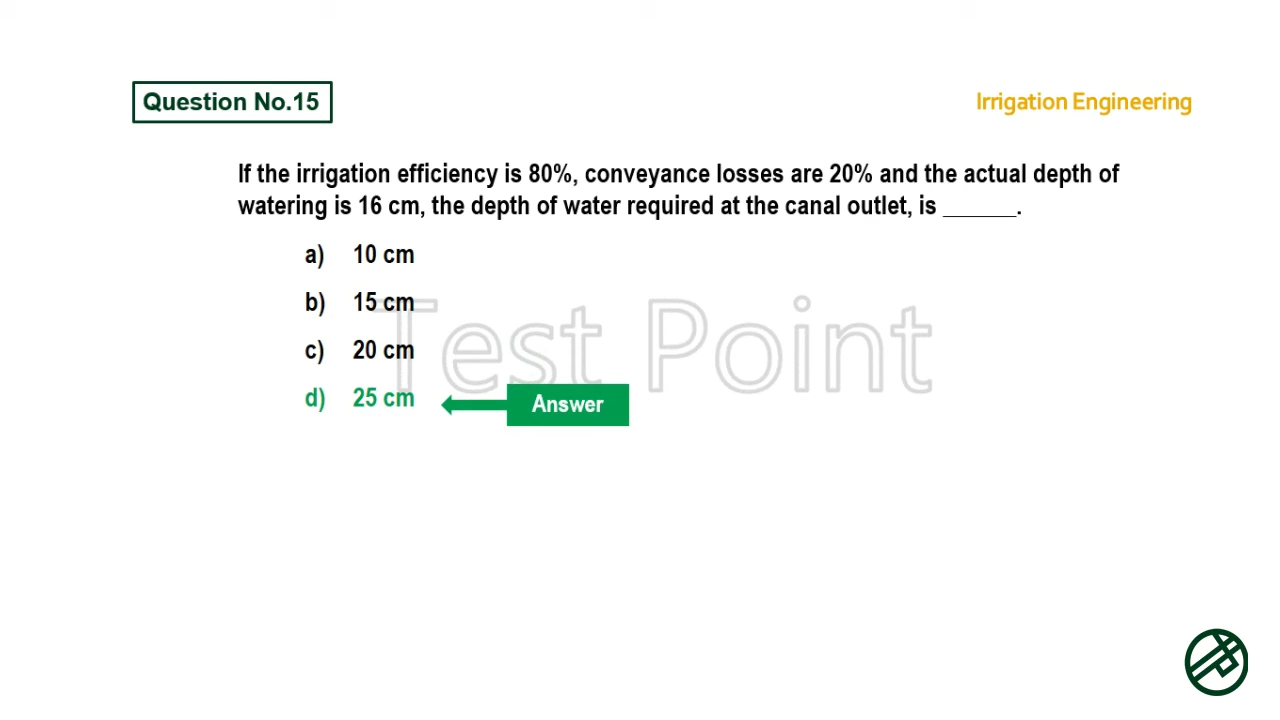 Question No.15
Irrigation Engineering
If the irrigation efficiency is 80%, conveyance losses are 20% and the actual depth of
watering is 16 cm, the depth of water required at the canal outlet, is ______.
a) 10 cm
b) 15 cm
c) 20 cm
d) 25 cm
Answer
Test Point